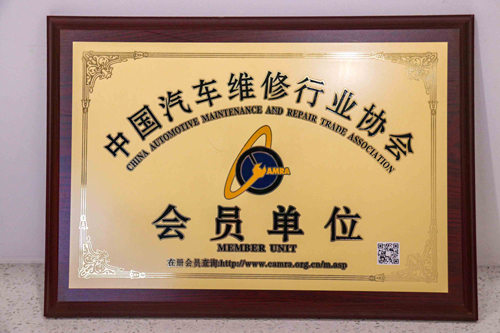 中国汽车维修行业协会
CHINA AUTOMOTIVE MAINTENANCE AND REPAIR TRADE ASSOCIATION
CAMRA
会员单位
MEMBER UNIT
在册会员查询:http://www.camra.org.cn/m.asp